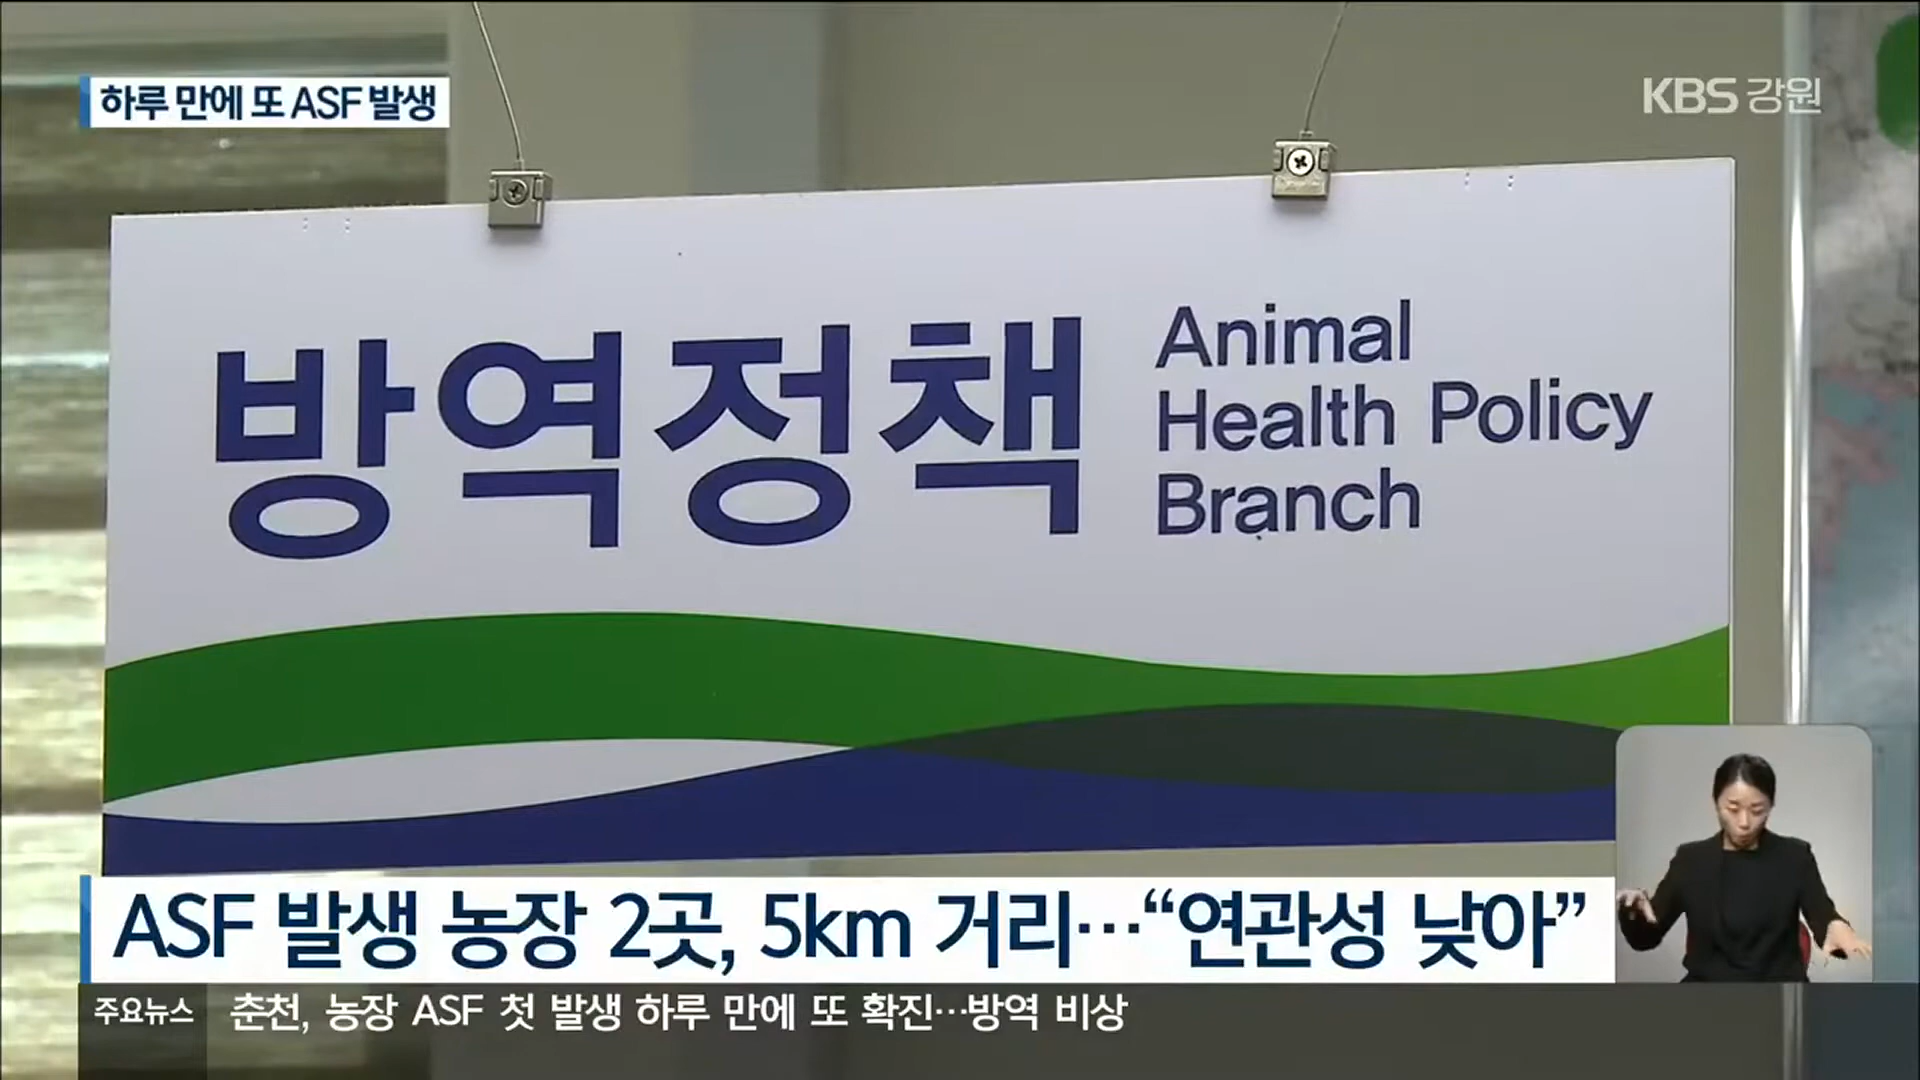 하루 만에 또 ASF 발생
KBS 강원
방역정책
Animal
Health Policy
Branch
ASF 발생 농장 2곳, 5km 거리…“연관성 낮아”
주요뉴스 춘천, 농장 ASF 첫 발생 하루 만에 또 확진…방역 비상